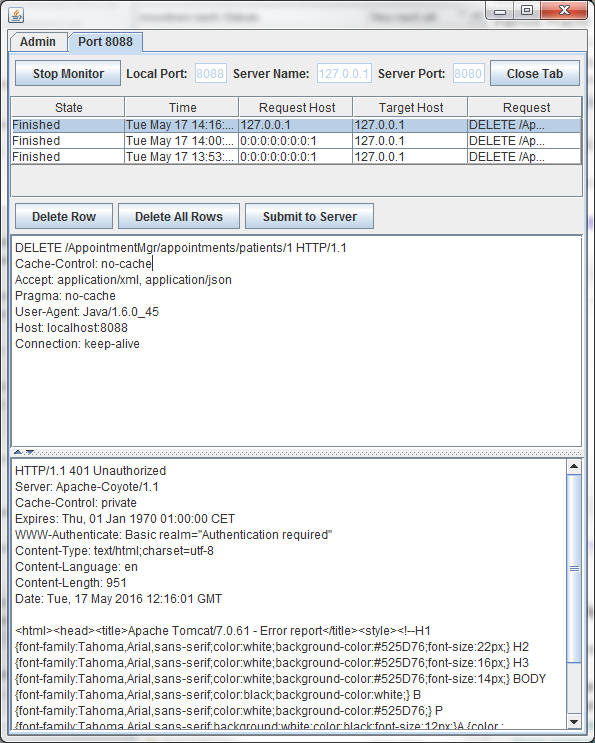 Admin Port 8088
Stop Monitor Local Port: 8088 Server Name: 127.0.0.1 Server Port: 8080 Close Tab
State Time Request Host Target Host Request
Finished Tue May 17 14:16:... 127.0.0.1 127.0.0.1 DELETE /Ap...
Finished Tue May 17 14:00:... 0:0:0:0:0:0:0:1 127.0.0.1 DELETE /Ap...
Finished Tue May 17 13:53:... 0:0:0:0:0:0:0:1 127.0.0.1 DELETE /Ap...
Delete Row Delete All Rows Submit to Server
DELETE /AppointmentMgr/appointments/patients/1 HTTP/1.1
Cache-Control: no-cache
Accept: application/xml, application/json
Pragma: no-cache
User-Agent: Java/1.6.0_45
Host: localhost:8088
Connection: keep-alive
HTTP/1.1 401 Unauthorized
Server: Apache-Coyote/1.1
Cache-Control: private
Expires: Thu, 01 Jan 1970 01:00:00 CET
WWW-Authenticate: Basic realm="Authentication required"
Content-Type: text/html;charset=utf-8
Content-Language: en
Content-Length: 951
Date: Tue, 17 May 2016 12:16:01 GMT
<html><head><title>Apache Tomcat/7.0.61 - Error report</title><style><!--H1
{font-family:Tahoma,Arial,sans-serif;color:white;background-color:#525D76;font-size:22px;} H2
{font-family:Tahoma,Arial,sans-serif;color:white;background-color:#525D76;font-size:16px;} H3
{font-family:Tahoma,Arial,sans-serif;color:white;background-color:#525D76;font-size:14px;} BODY
{font-family:Tahoma,Arial,sans-serif;color:black;background-color:white;} B
{font-family:Tahoma,Arial,sans-serif;color:white;background-color:#525D76;} P
{font-family:Tahoma,Arial,sans-serif;background:white;color:black;font-size:12px;}A {color :